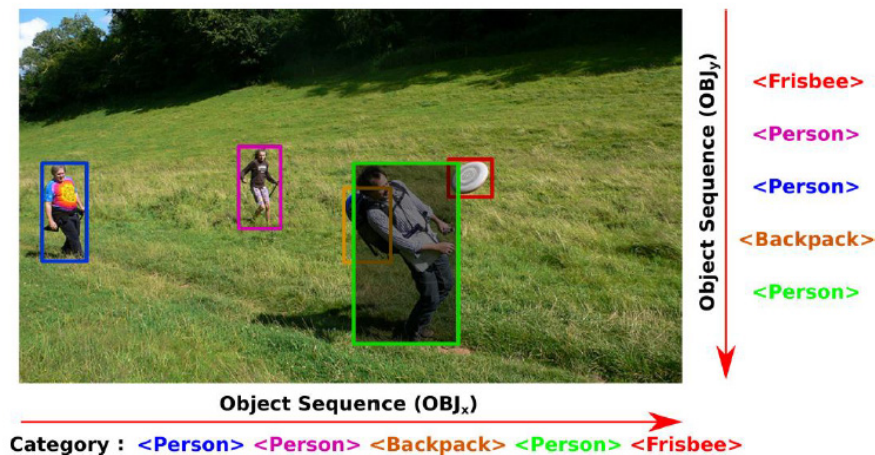 Object Sequence (OBJy)
<Frisbee>
<Person>
<Person>
<Backpack>
<Person>
Object Sequence (OBJx)
Category : <Person> <Person> <Backpack> <Person> <Frisbee>